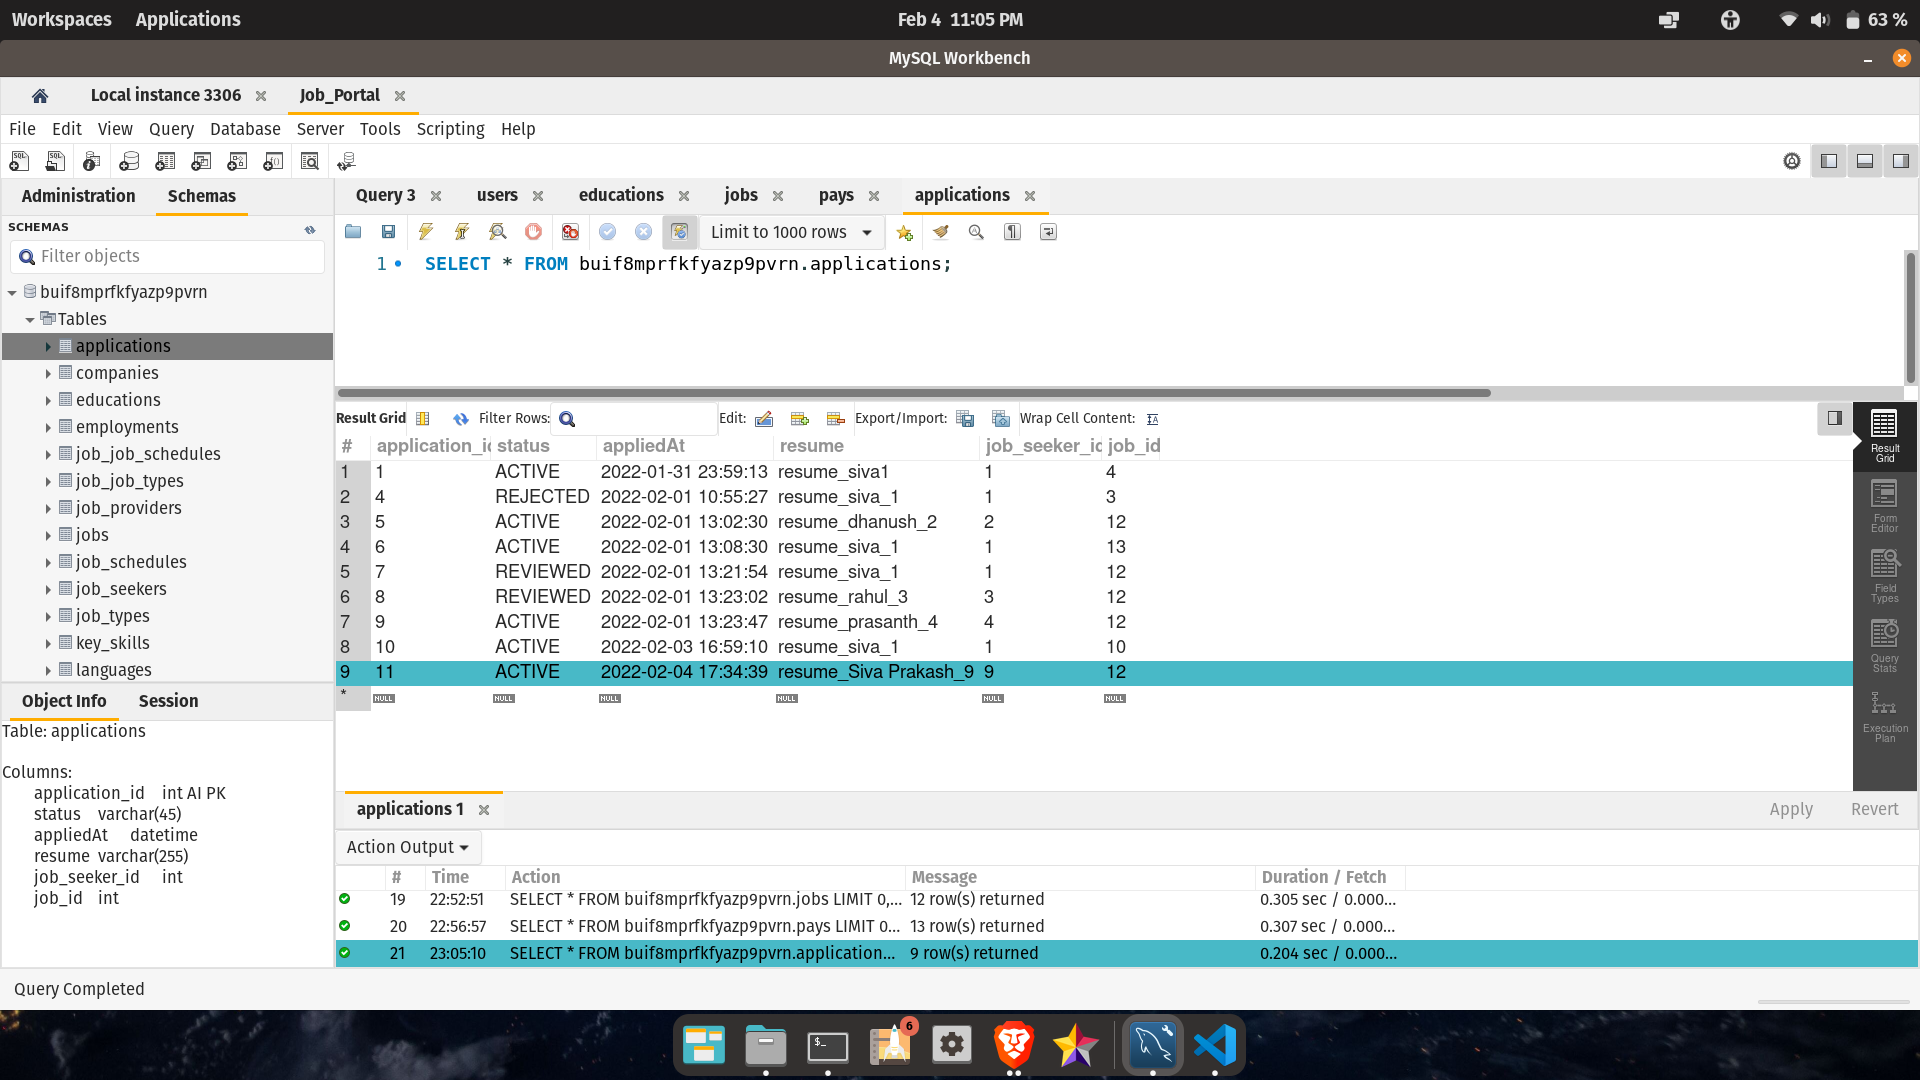 Workspaces Applications Feb 4 11:05 PM 63 %
MySQL Workbench
Local instance 3306 Job_Portal
File Edit View Query Database Server Tools Scripting Help
Administration Schemas
Query 3 users educations jobs pays applications
SCHEMAS
Filter objects
buif8mprfkfyazp9pvrn
Tables
applications
companies
educations
employments
job_job_schedules
job_job_types
job_providers
jobs
job_schedules
job_seekers
job_types
key_skills
languages
Object Info Session
Table: applications
Columns:
application_id int AI PK
status varchar(45)
appliedAt datetime
resume varchar(255)
job_seeker_id int
job_id int
Limit to 1000 rows
1 SELECT * FROM buif8mprfkfyazp9pvrn.applications;
Result Grid Filter Rows: Edit: Export/Import: Wrap Cell Content:
# application_id status appliedAt resume job_seeker_id job_id
1 1 ACTIVE 2022-01-31 23:59:13 resume_siva1 1 4
2 4 REJECTED 2022-02-01 10:55:27 resume_siva_1 1 3
3 5 ACTIVE 2022-02-01 13:02:30 resume_dhanush_2 2 12
4 6 ACTIVE 2022-02-01 13:08:30 resume_siva_1 1 13
5 7 REVIEWED 2022-02-01 13:21:54 resume_siva_1 1 12
6 8 REVIEWED 2022-02-01 13:23:02 resume_rahul_3 3 12
7 9 ACTIVE 2022-02-01 13:23:47 resume_prasanth_4 4 12
8 10 ACTIVE 2022-02-03 16:59:10 resume_siva_1 1 10
9 11 ACTIVE 2022-02-04 17:34:39 resume_Siva Prakash_9 9 12
* NULL NULL NULL NULL NULL NULL
Result
Grid
Form
Editor
Field
Types
Query
Stats
Execution
Plan
applications 1 Apply Revert
Action Output
# Time Action Message Duration / Fetch
19 22:52:51 SELECT * FROM buif8mprfkfyazp9pvrn.jobs LIMIT 0,... 12 row(s) returned 0.305 sec / 0.000...
20 22:56:57 SELECT * FROM buif8mprfkfyazp9pvrn.pays LIMIT 0... 13 row(s) returned 0.307 sec / 0.000...
21 23:05:10 SELECT * FROM buif8mprfkfyazp9pvrn.application... 9 row(s) returned 0.204 sec / 0.000...
Query Completed
6